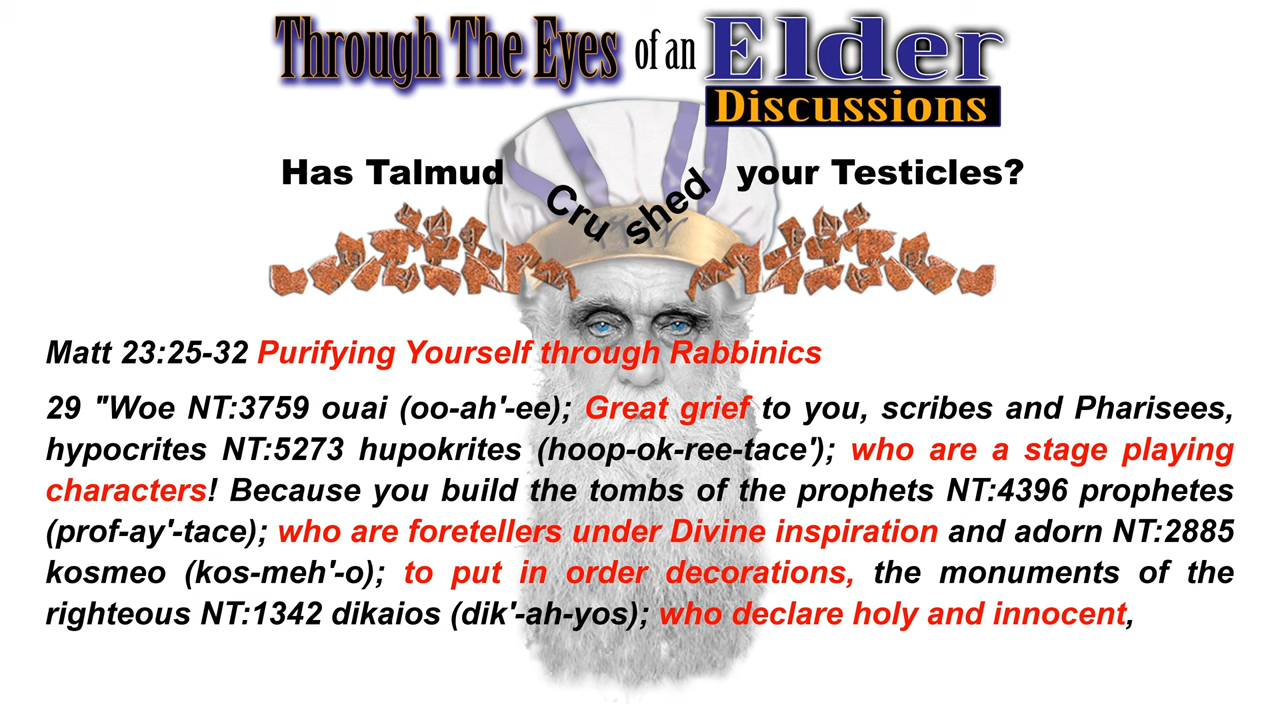 Through The Eyes of an Elder
Discussions
Has Talmud Crushed your Testicles?
Matt 23:25-32 Purifying Yourself through Rabbinics
29 "Woe NT:3759 ouai (oo-ah'-ee); Great grief to you, scribes and Pharisees,
hypocrites NT:5273 hupokrites (hoop-ok-ree-tace'); who are a stage playing
characters! Because you build the tombs of the prophets NT:4396 prophetes
(prof-ay'-tace); who are foretellers under Divine inspiration and adorn NT:2885
kosmeo (kos-meh'-o); to put in order decorations, the monuments of the
righteous NT:1342 dikaios (dik'-ah-yos); who declare holy and innocent,